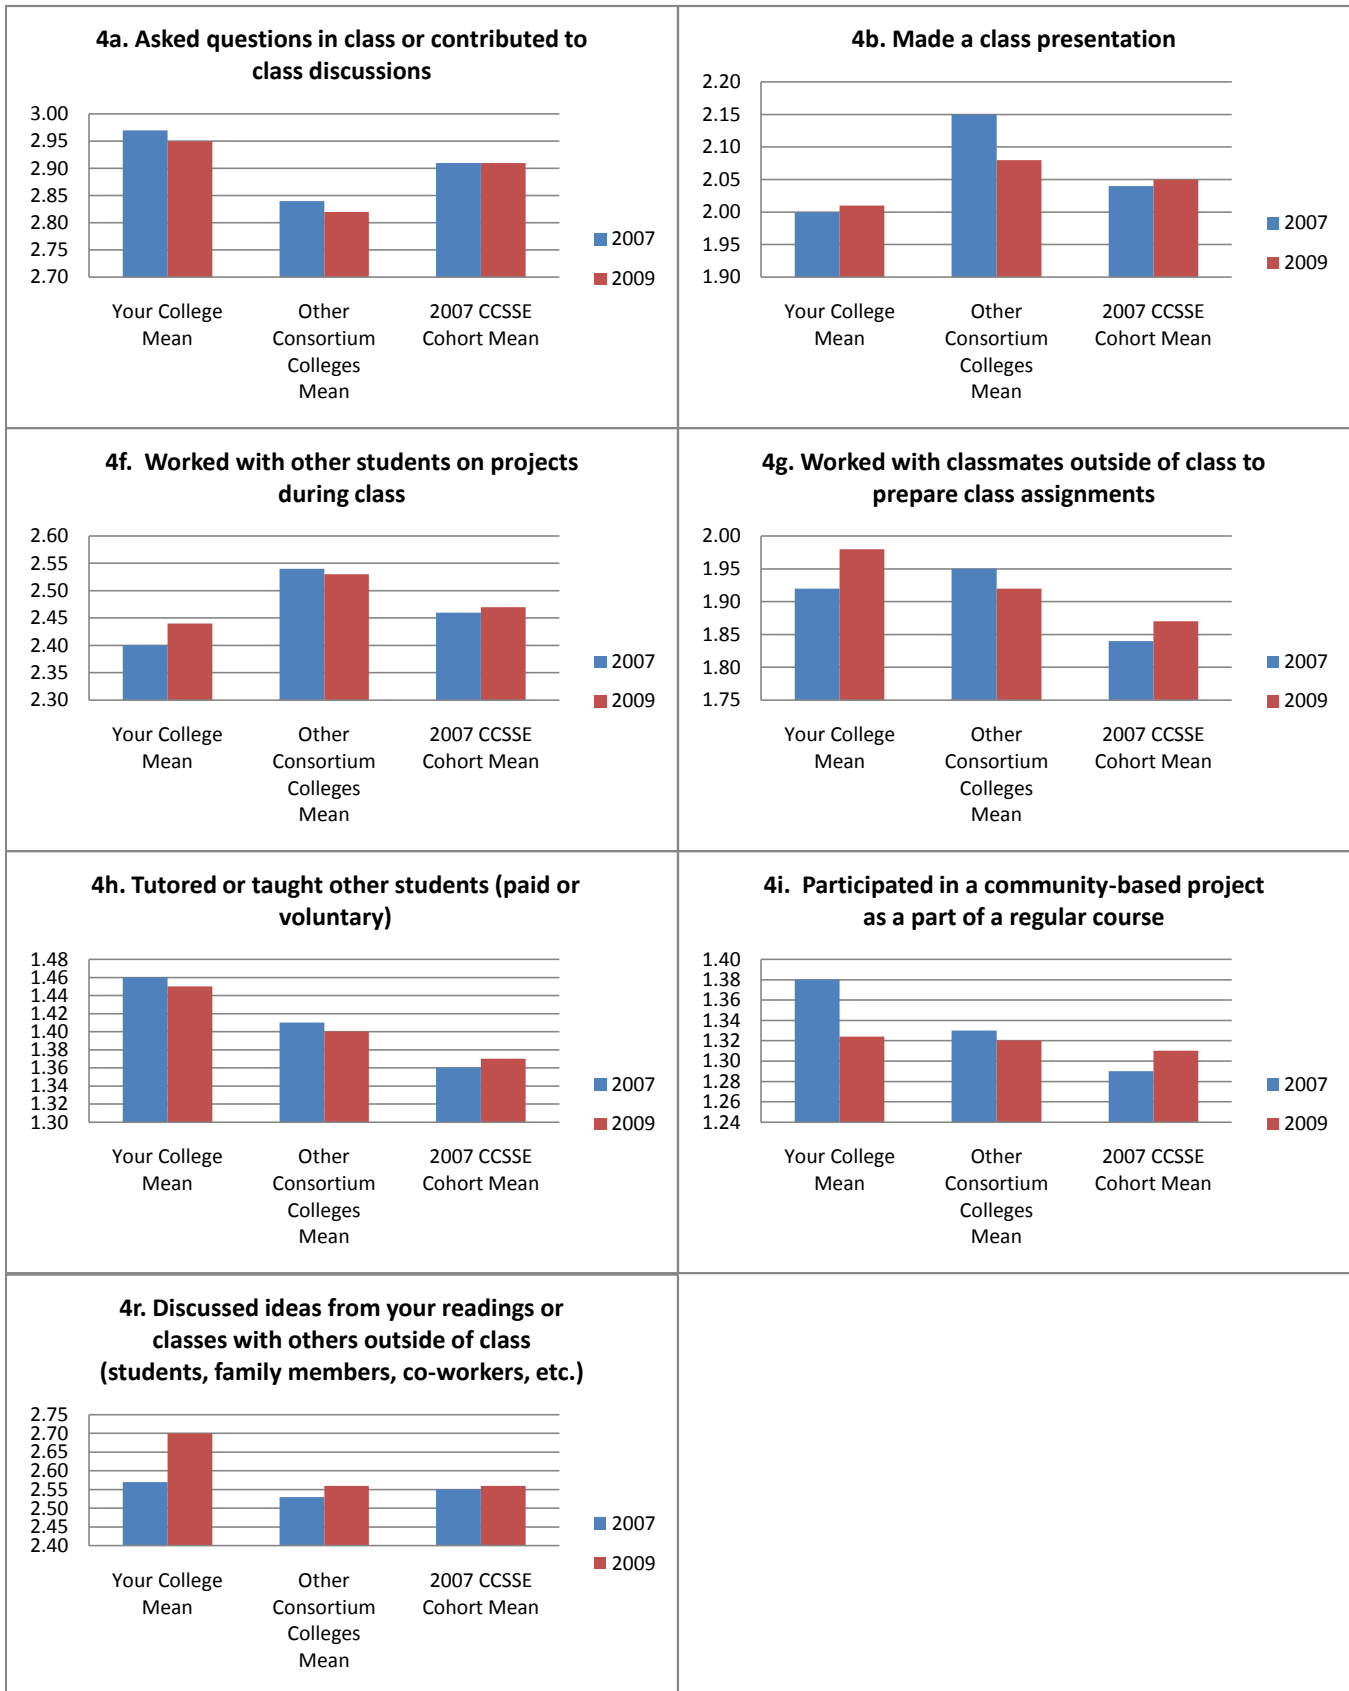 4a. Asked questions in class or contributed to
class discussions
3.00
2.95
2.90
2.85
2.80
2.75
2.70
Your College
Mean
Other
Consortium
Colleges
Mean
2007 CCSSE
Cohort Mean
2007
2009
4b. Made a class presentation
2.20
2.15
2.10
2.05
2.00
1.95
1.90
Your College
Mean
Other
Consortium
Colleges
Mean
2007 CCSSE
Cohort Mean
2007
2009
4f. Worked with other students on projects
during class
2.60
2.55
2.50
2.45
2.40
2.35
2.30
Your College
Mean
Other
Consortium
Colleges
Mean
2007 CCSSE
Cohort Mean
2007
2009
4g. Worked with classmates outside of class to
prepare class assignments
2.00
1.95
1.90
1.85
1.80
1.75
Your College
Mean
Other
Consortium
Colleges
Mean
2007 CCSSE
Cohort Mean
2007
2009
4h. Tutored or taught other students (paid or
voluntary)
1.48
1.46
1.44
1.42
1.40
1.38
1.36
1.34
1.32
1.30
Your College
Mean
Other
Consortium
Colleges
Mean
2007 CCSSE
Cohort Mean
2007
2009
4i. Participated in a community-based project
as a part of a regular course
1.40
1.38
1.36
1.34
1.32
1.30
1.28
1.26
1.24
Your College
Mean
Other
Consortium
Colleges
Mean
2007 CCSSE
Cohort Mean
2007
2009
4r. Discussed ideas from your readings or
classes with others outside of class
(students, family members, co-workers, etc.)
2.75
2.70
2.65
2.60
2.55
2.50
2.45
2.40
Your College
Mean
Other
Consortium
Colleges
Mean
2007 CCSSE
Cohort Mean
2007
2009